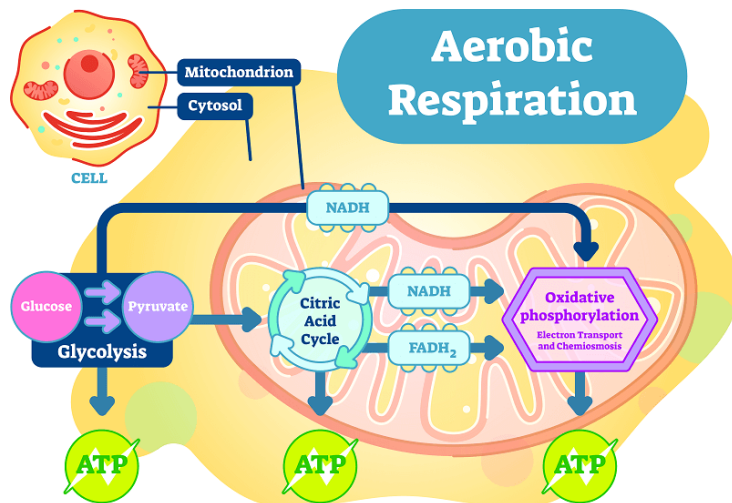 Aerobic
Respiration
Mitochondrion
Cytosol
CELL
NADH
Glucose
Pyruvate
Glycolysis
Citric
Acid
Cycle
NADH
FADH₂
Oxidative
phosphorylation
Electron Transport
and Chemiosmosis
ATP
ATP
ATP